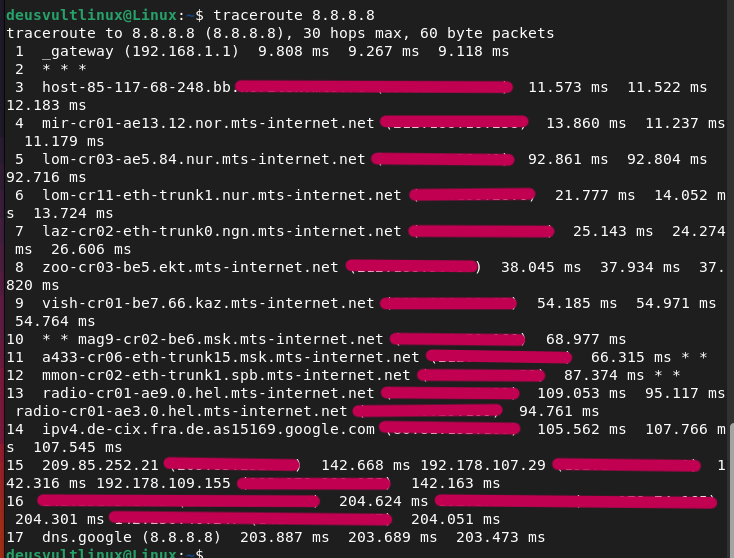 deusvultlinux@Linux:~$ traceroute 8.8.8.8
traceroute to 8.8.8.8 (8.8.8.8), 30 hops max, 60 byte packets
1 _gateway (192.168.1.1) 9.808 ms 9.267 ms 9.118 ms
2 * * *
3 host-85-117-68-248.bb. 11.573 ms 11.522 ms
12.183 ms
4 mir-cr01-ae13.12.nor.mts-internet.net 13.860 ms 11.237 ms
11.179 ms
5 lom-cr03-ae5.84.nur.mts-internet.net 92.861 ms 92.804 ms
92.716 ms
6 lom-cr11-eth-trunk1.nur.mts-internet.net 21.777 ms 14.052 m
s 13.724 ms
7 laz-cr02-eth-trunk0.ngn.mts-internet.net 25.143 ms 24.274
ms 26.606 ms
8 zoo-cr03-be5.ekt.mts-internet.net ) 38.045 ms 37.934 ms 37.
820 ms
9 vish-cr01-be7.66.kaz.mts-internet.net 54.185 ms 54.971 ms
54.764 ms
10 * * mag9-cr02-be6.msk.mts-internet.net 68.977 ms
11 a433-cr06-eth-trunk15.msk.mts-internet.net 66.315 ms * *
12 mmon-cr02-eth-trunk1.spb.mts-internet.net 87.374 ms * *
13 radio-cr01-ae9.0.hel.mts-internet.net 109.053 ms 95.117 ms
radio-cr01-ae3.0.hel.mts-internet.net 94.761 ms
14 ipv4.de-cix.fra.de.as15169.google.com 105.562 ms 107.766 m
s 107.545 ms
15 209.85.252.21 142.668 ms 192.178.107.29 1
42.316 ms 192.178.109.155 142.163 ms
16 204.624 ms
204.301 ms 204.051 ms
17 dns.google (8.8.8.8) 203.887 ms 203.689 ms 203.473 ms
deusvultlinux@Linux:~$